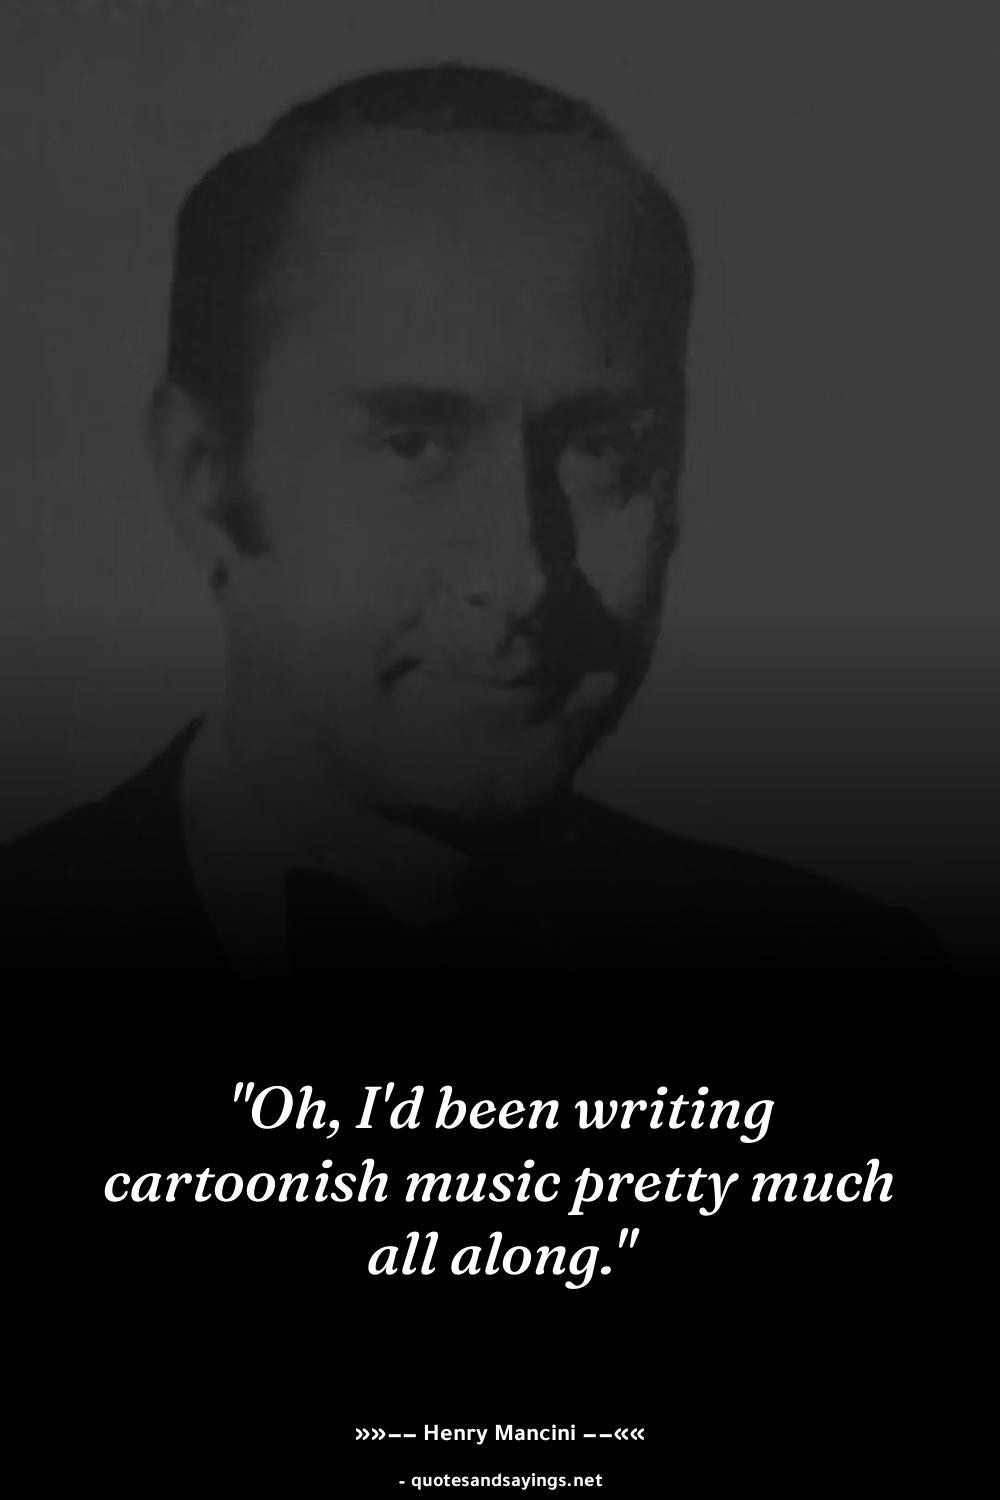 "Oh, I'd been writing
cartoonish music pretty much
all along."
»»—— Henry Mancini ——««
- quotesandsayings.net